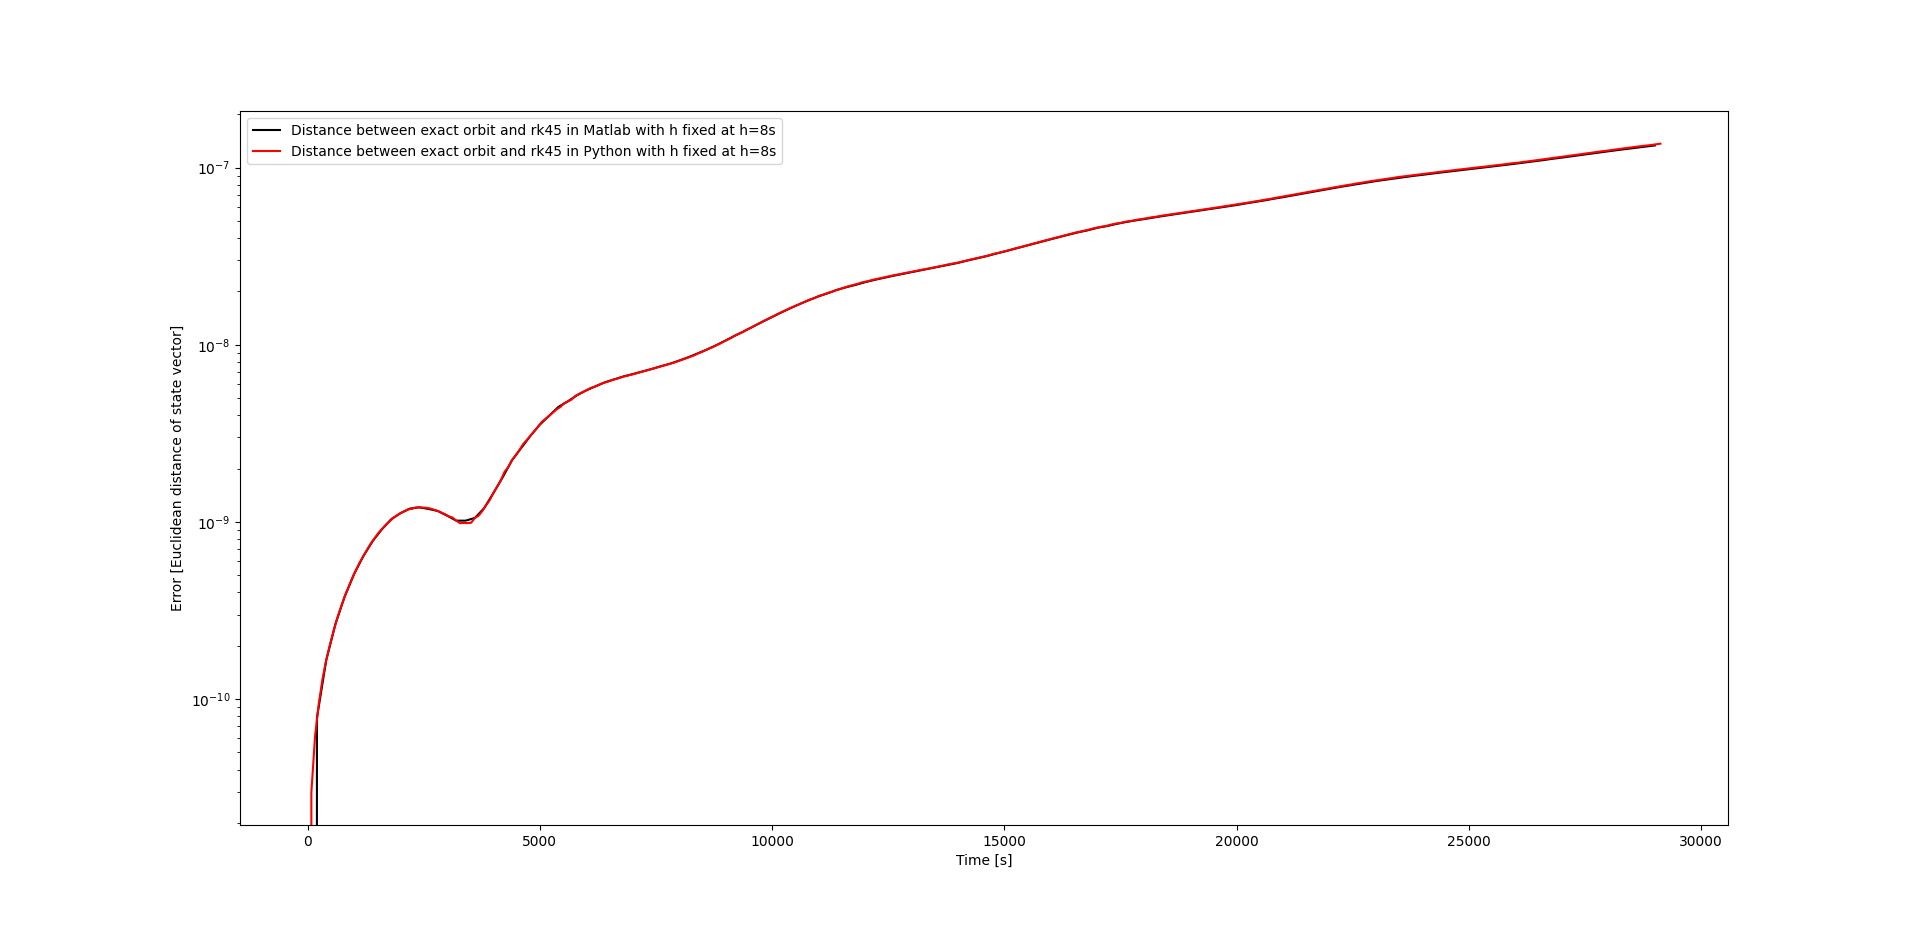 Distance between exact orbit and rk45 in Matlab with h fixed at h=8s
Distance between exact orbit and rk45 in Python with h fixed at h=8s
Error [Euclidean distance of state vector]
10⁻⁷
10⁻⁸
10⁻⁹
10⁻¹⁰
0 5000 10000 15000 20000 25000 30000
Time [s]